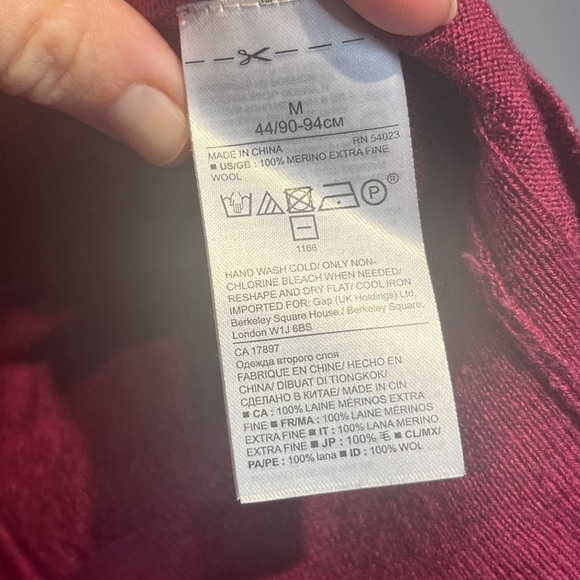 M
44/90-94CM
MADE IN CHINA RN 54023
■ US/GB : 100% MERINO EXTRA FINE
WOOL
P ®
1166
HAND WASH COLD/ ONLY NON-
CHLORINE BLEACH WHEN NEEDED/
RESHAPE AND DRY FLAT/ COOL IRON
IMPORTED FOR: Gap (UK Holdings) Ltd,
Berkeley Square House / Berkeley Square,
London W1J 6BS
CA 17897
Одежда второго слоя
FABRIQUE EN CHINE/ HECHO EN
CHINA/ DIBUAT DI TIONGKOK/
СДЕЛАНО В КИТАЕ/ MADE IN CIN
■ CA : 100% LAINE MÉRINOS EXTRA
FINE ■ FR/MA : 100% LAINE MÉRINOS
EXTRA FINE ■ IT : 100% LANA MERINO
EXTRA FINE ■ JP : 100% 毛 ■ CL/MX/
PA/PE : 100% lana ■ ID : 100% WOL